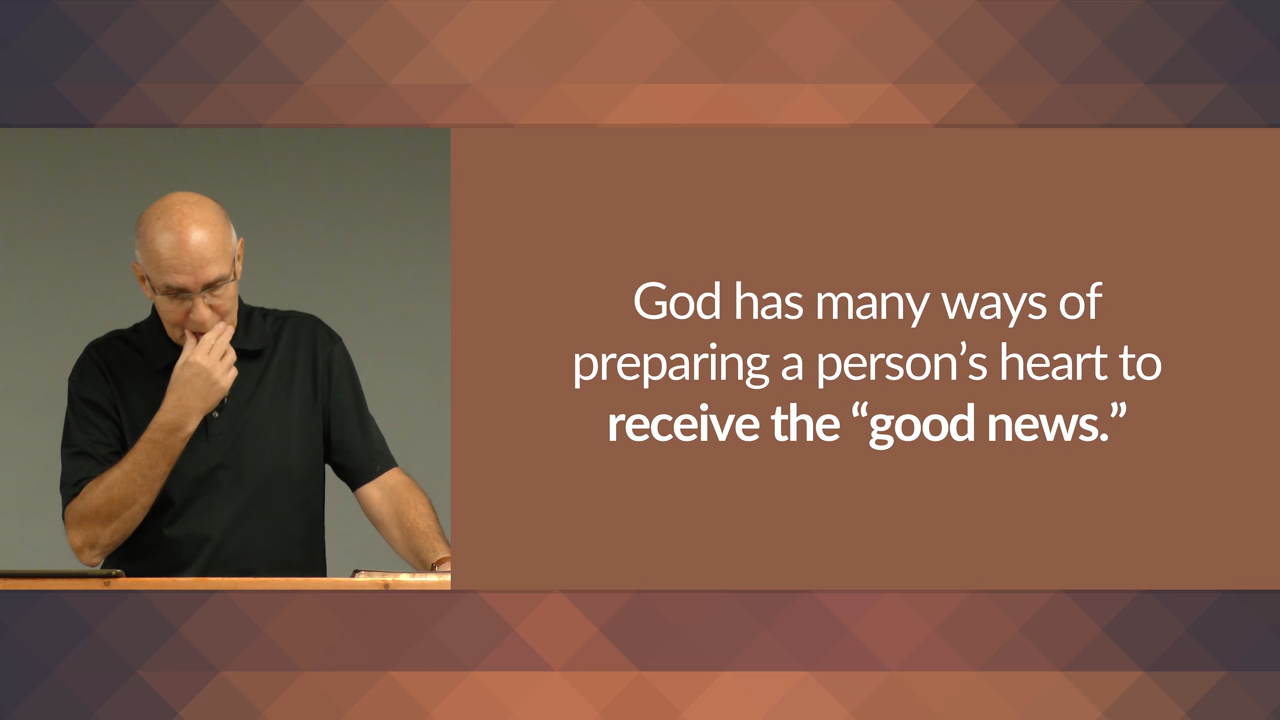 God has many ways of
preparing a person’s heart to
receive the “good news.”